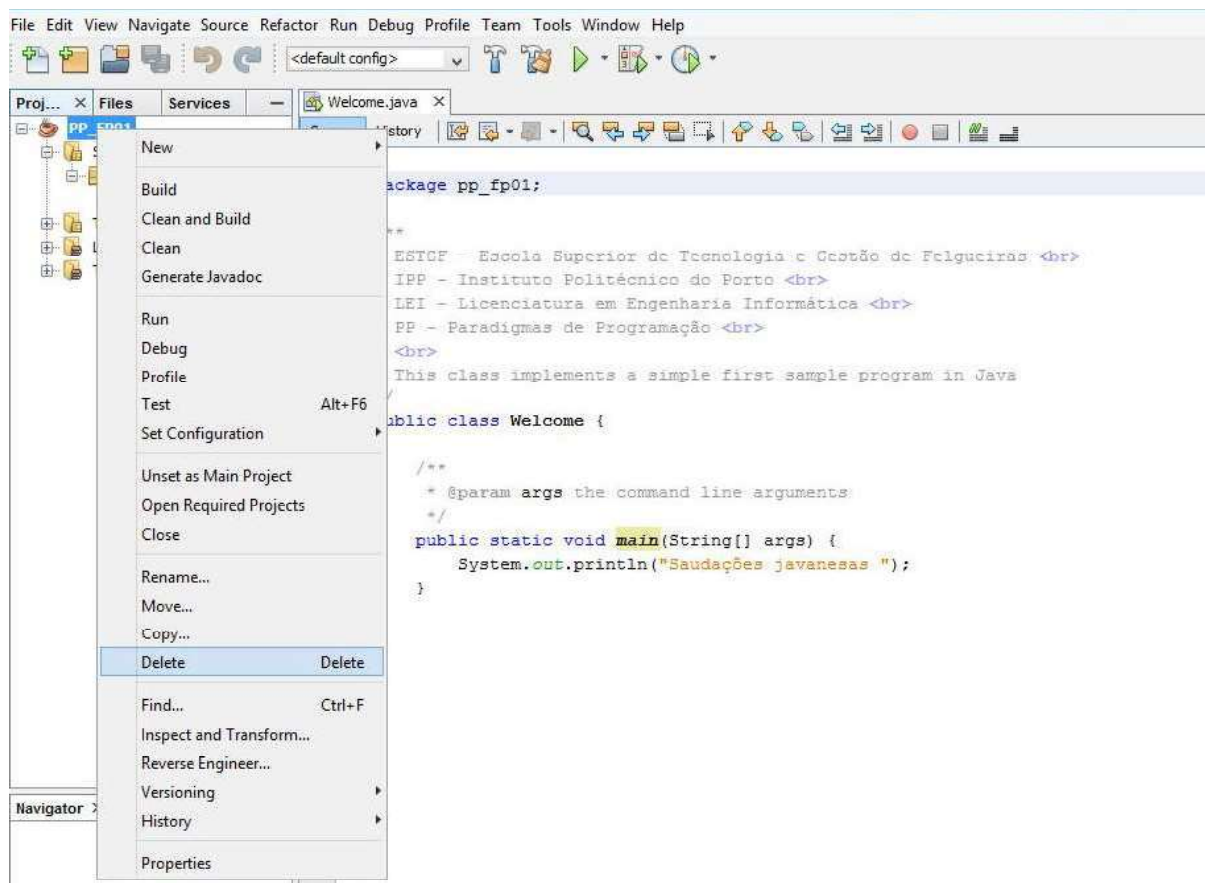 File Edit View Navigate Source Refactor Run Debug Profile Team Tools Window Help
<default config>
Proj... × Files Services
Welcome.java ×
PP_FP01
New
Build
Clean and Build
Clean
Generate Javadoc
Run
Debug
Profile
Test Alt+F6
Set Configuration
Unset as Main Project
Open Required Projects
Close
Rename...
Move...
Copy...
Delete Delete
Find... Ctrl+F
Inspect and Transform...
Reverse Engineer...
Versioning
History
Properties
Navigator
story
ackage pp_fp01;
**
ESTGF - Escola Superior de Tecnologia e Gestão de Felgueiras <br>
IPP - Instituto Politécnico do Porto <br>
LEI - Licenciatura em Engenharia Informática <br>
PP - Paradigmas de Programação <br>
<br>
This class implements a simple first sample program in Java
/
ublic class Welcome {
/**
* @param args the command line arguments
*/
public static void main(String[] args) {
System.out.println("Saudações javanesas ");
}